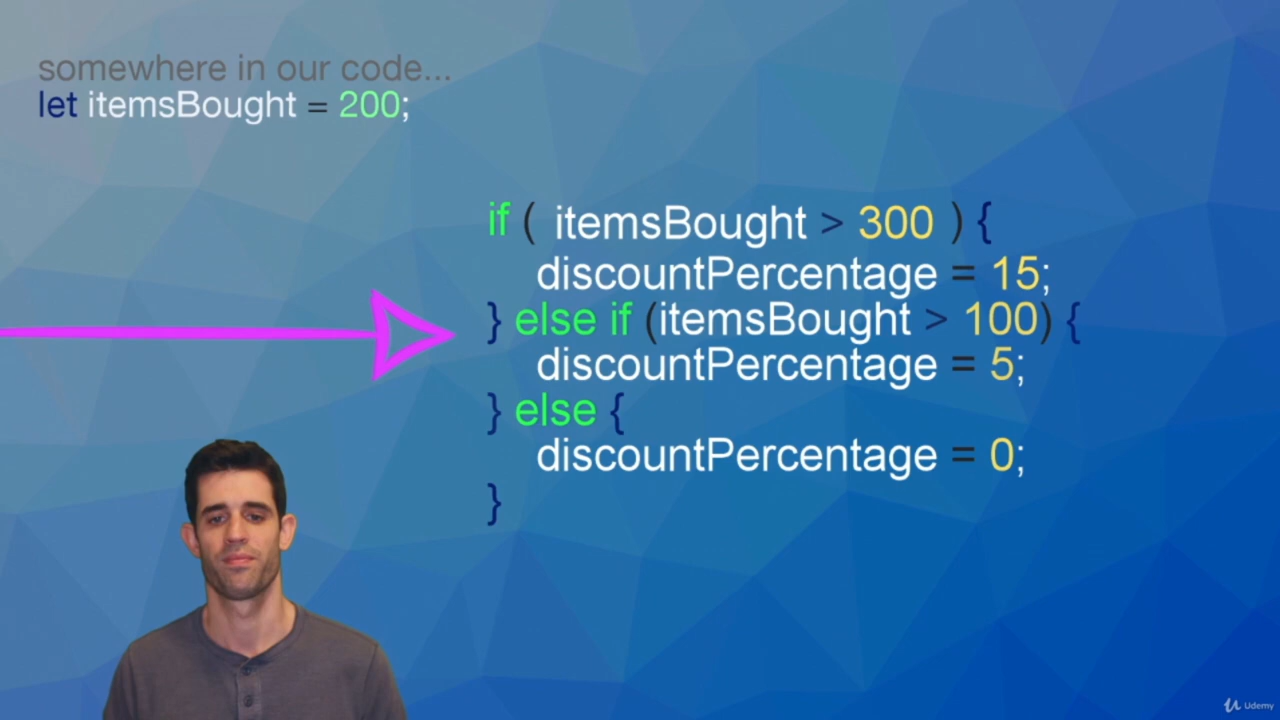 somewhere in our code...
let itemsBought = 200;
if ( itemsBought > 300 ) {
discountPercentage = 15;
} else if (itemsBought > 100) {
discountPercentage = 5;
} else {
discountPercentage = 0;
}
Udemy